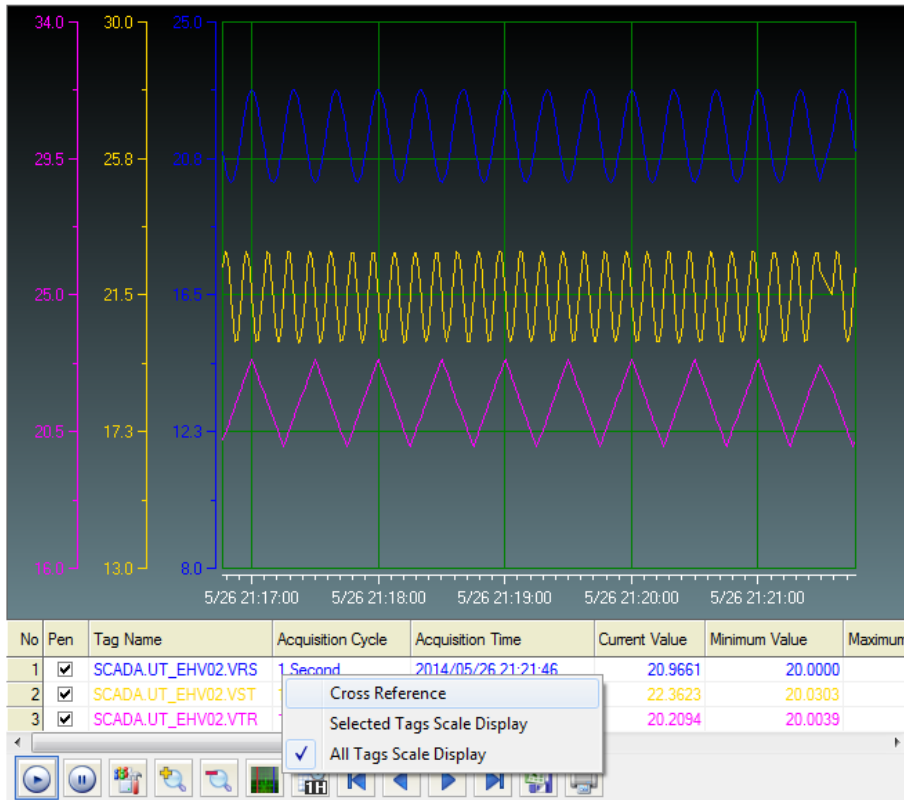 34.0 30.0 25.0
29.5 25.8 20.8
25.0 21.5 16.5
20.5 17.3 12.3
16.0 13.0 8.0
5/26 21:17:00 5/26 21:18:00 5/26 21:19:00 5/26 21:20:00 5/26 21:21:00
No Pen Tag Name Acquisition Cycle Acquisition Time Current Value Minimum Value Maximum
1 SCADA.UT_EHV02.VRS 1 Second 2014/05/26 21:21:46 20.9661 20.0000
2 SCADA.UT_EHV02.VST 22.3623 20.0303
3 SCADA.UT_EHV02.VTR 20.2094 20.0039
Cross Reference
Selected Tags Scale Display
All Tags Scale Display
1H